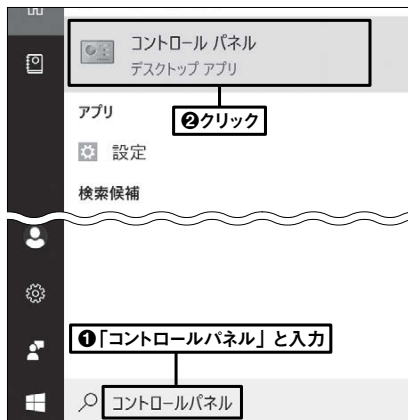 コントロール パネル
デスクトップ アプリ
アプリ
❷クリック
設定
検索候補
❶「コントロールパネル」と入力
コントロールパネル